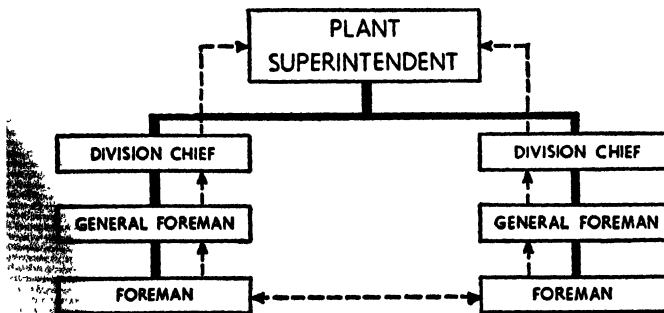 PLANT
SUPERINTENDENT
DIVISION CHIEF
DIVISION CHIEF
GENERAL FOREMAN
GENERAL FOREMAN
FOREMAN
FOREMAN